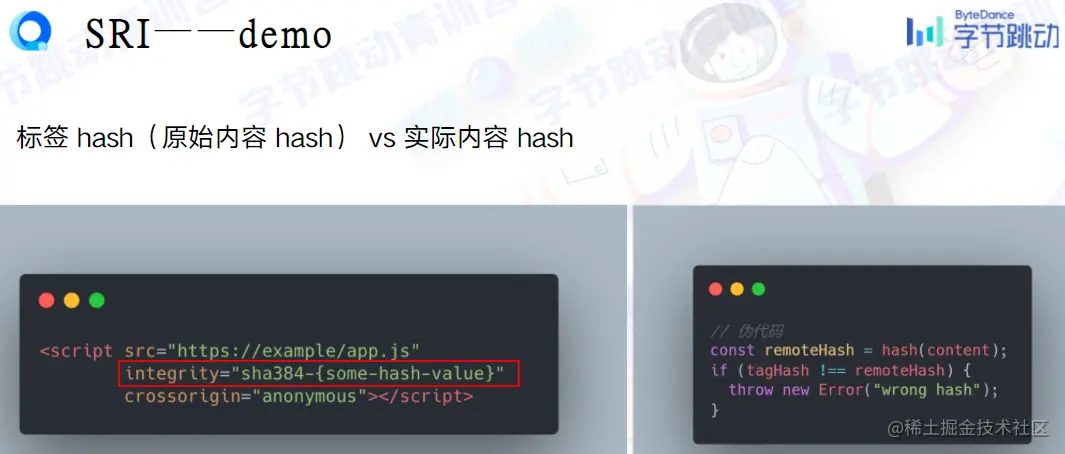 SRI——demo
ByteDance
字节跳动
标签 hash（原始内容 hash） vs 实际内容 hash
<script src="https://example/app.js"
integrity="sha384-{some-hash-value}"
crossorigin="anonymous"></script>
// 伪代码
const remoteHash = hash(content);
if (tagHash !== remoteHash) {
throw new Error("wrong hash");
}
@稀土掘金技术社区